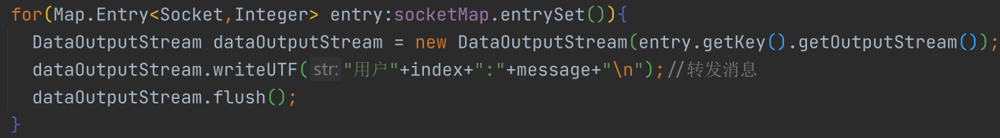 for(Map.Entry<Socket,Integer> entry:socketMap.entrySet()){
DataOutputStream dataOutputStream = new DataOutputStream(entry.getKey().getOutputStream());
dataOutputStream.writeUTF( str: "用户"+index+":"+message+"\n");//转发消息
dataOutputStream.flush();
}